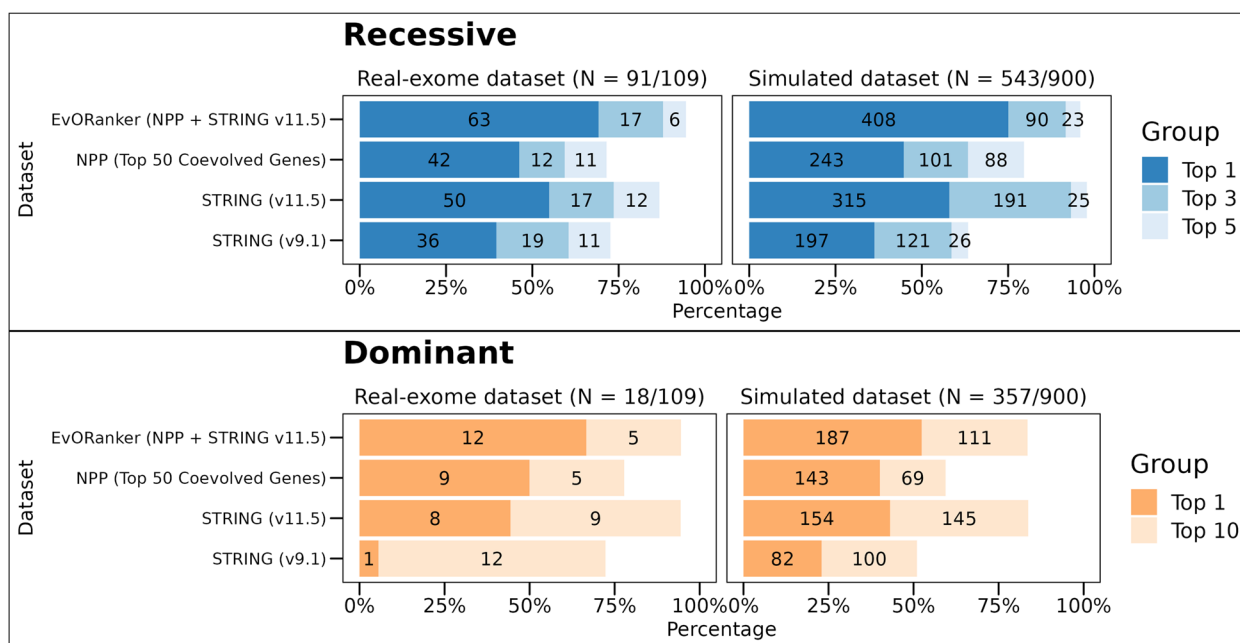 Recessive
Real-exome dataset (N = 91/109)
Simulated dataset (N = 543/900)
Dataset
EvORanker (NPP + STRING v11.5)
63 17 6
408 90 23
NPP (Top 50 Coevolved Genes)
42 12 11
243 101 88
STRING (v11.5)
50 17 12
315 191 25
STRING (v9.1)
36 19 11
197 121 26
0% 25% 50% 75% 100%
0% 25% 50% 75% 100%
Percentage
Group
Top 1
Top 3
Top 5
Dominant
Real-exome dataset (N = 18/109)
Simulated dataset (N = 357/900)
Dataset
EvORanker (NPP + STRING v11.5)
12 5
187 111
NPP (Top 50 Coevolved Genes)
9 5
143 69
STRING (v11.5)
8 9
154 145
STRING (v9.1)
1 12
82 100
0% 25% 50% 75% 100%
0% 25% 50% 75% 100%
Percentage
Group
Top 1
Top 10